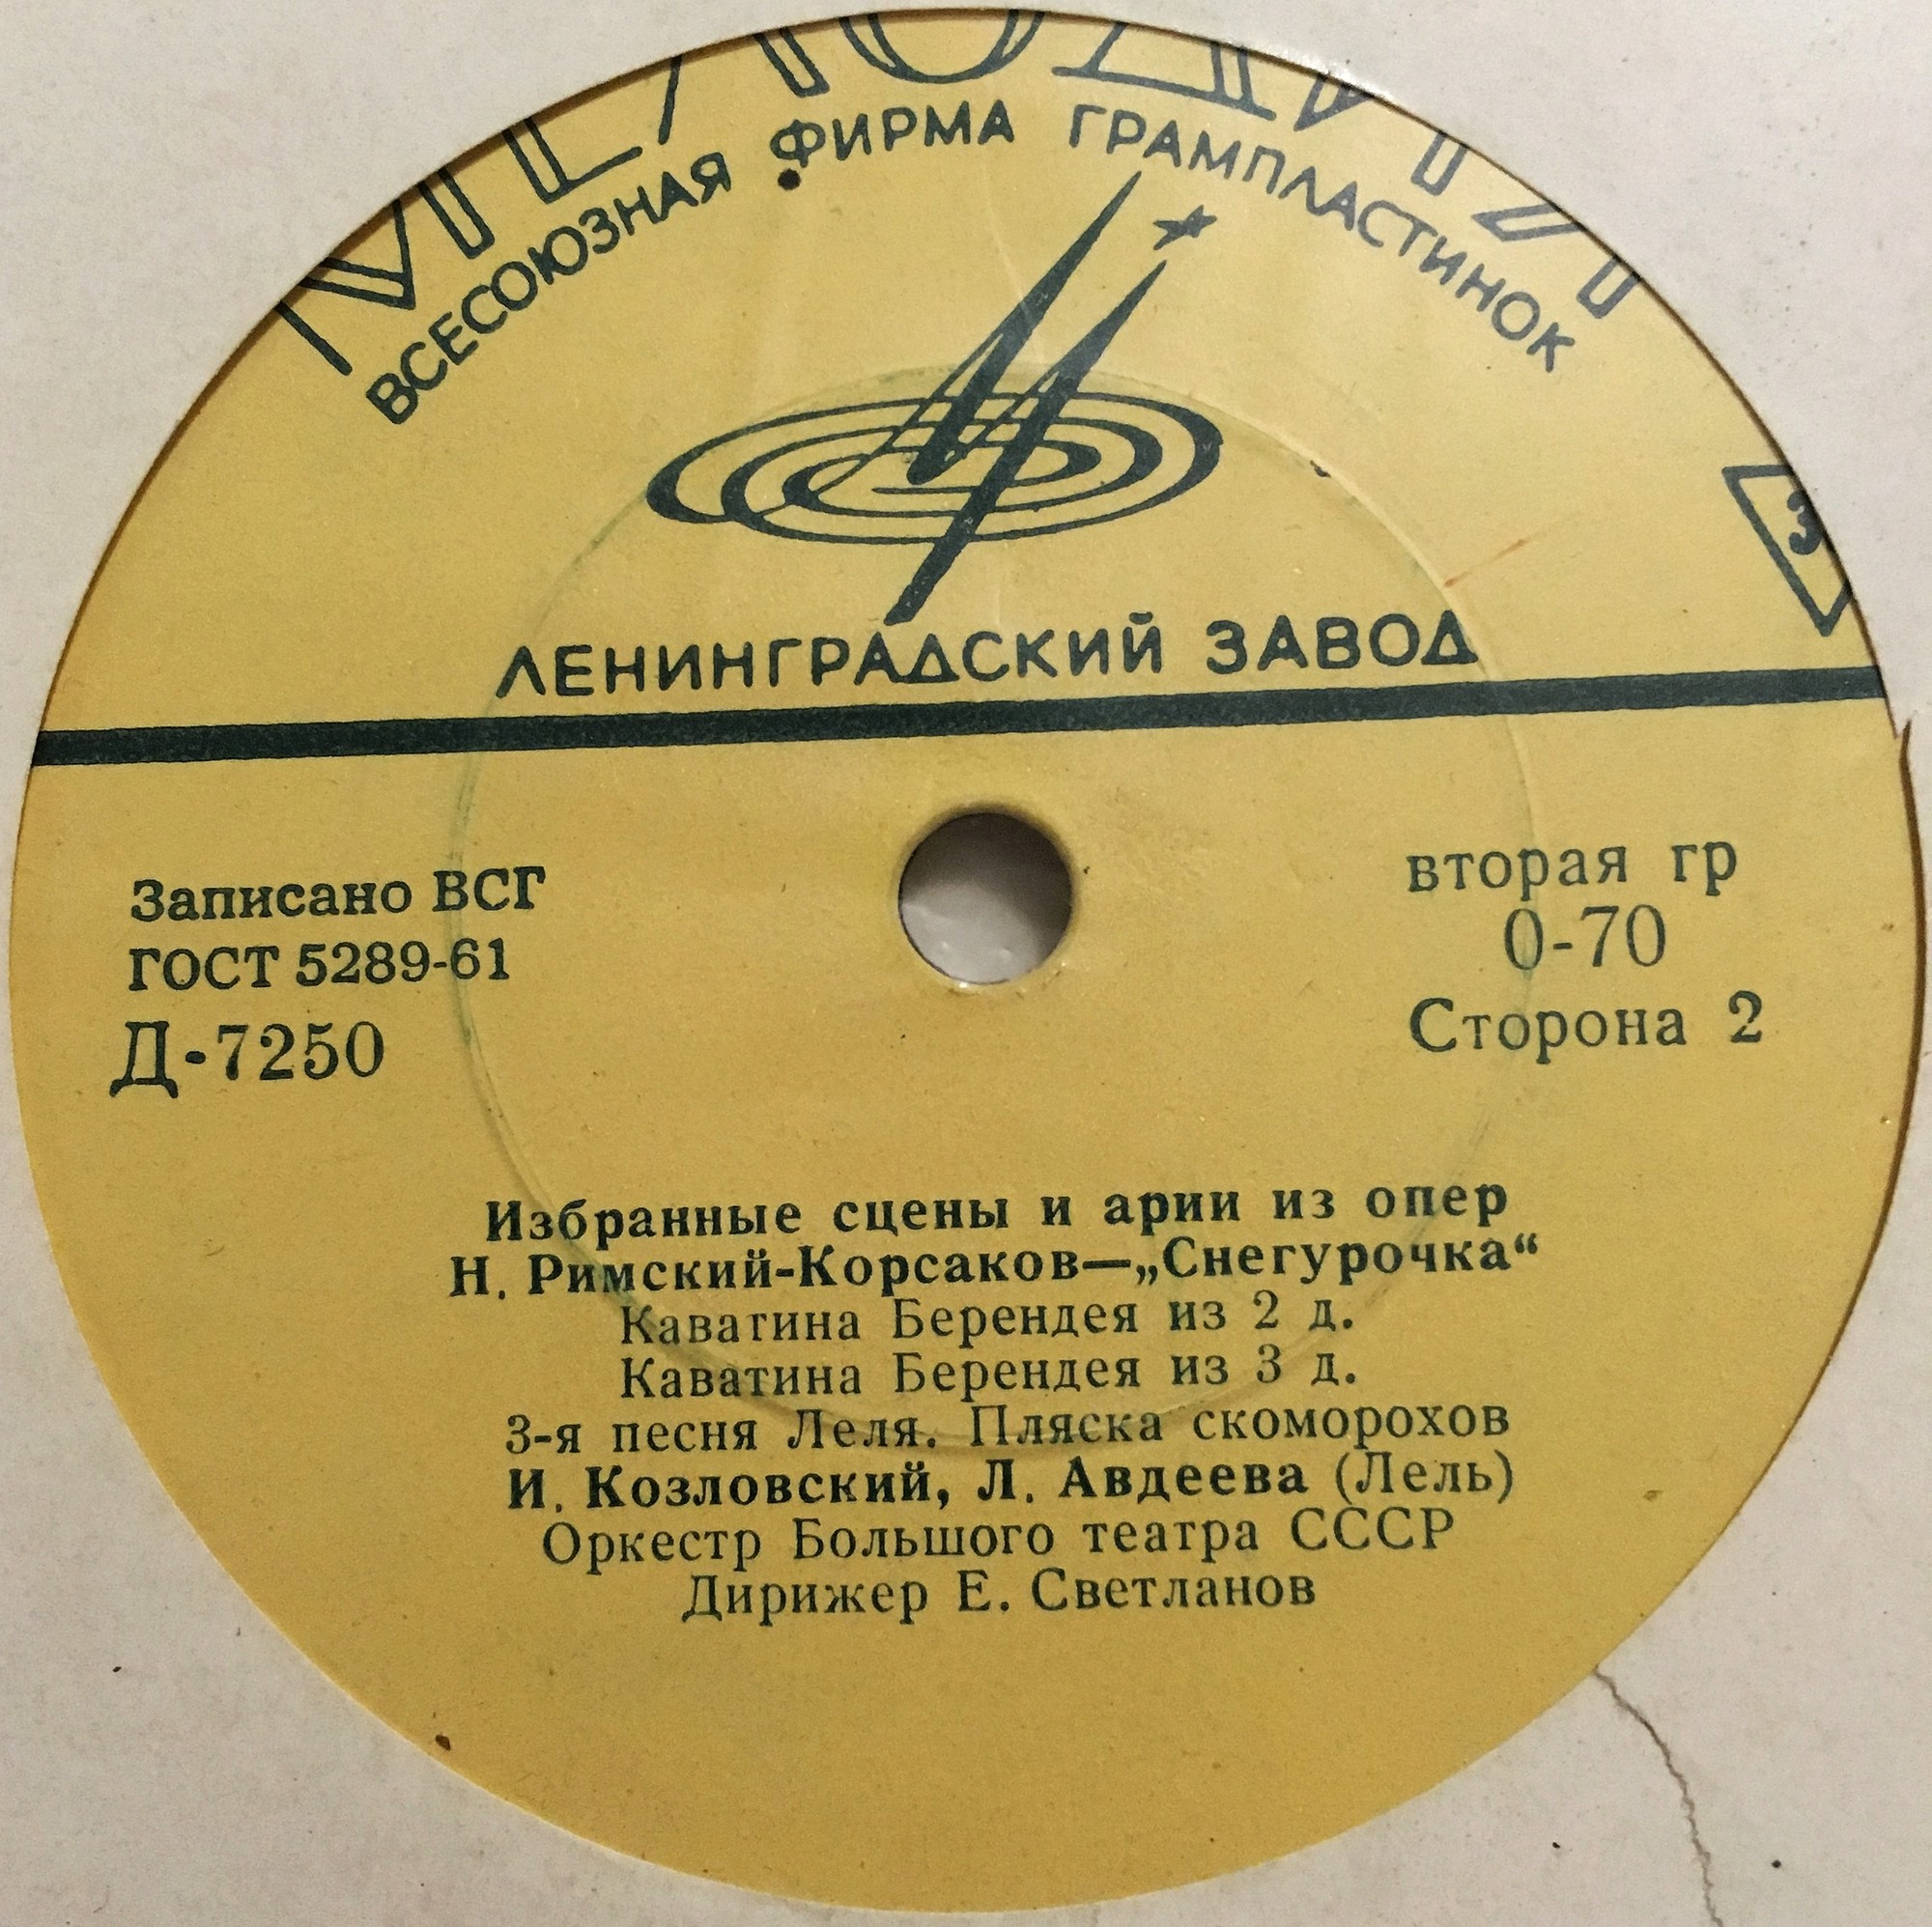 МЕЛОДИЯ
ВСЕСОЮЗНАЯ ФИРМА ГРАМПЛАСТИНОК
3
ЛЕНИНГРАДСКИЙ ЗАВОД
Записано ВСГ
ГОСТ 5289-61
Д-7250
вторая гр
0-70
Сторона 2
Избранные сцены и арии из опер
Н. Римский-Корсаков—„Снегурочка“
Каватина Берендея из 2 д.
Каватина Берендея из 3 д.
3-я песня Леля. Пляска скоморохов
И. Козловский, Л. Авдеева (Лель)
Оркестр Большого театра СССР
Дирижер Е. Светланов